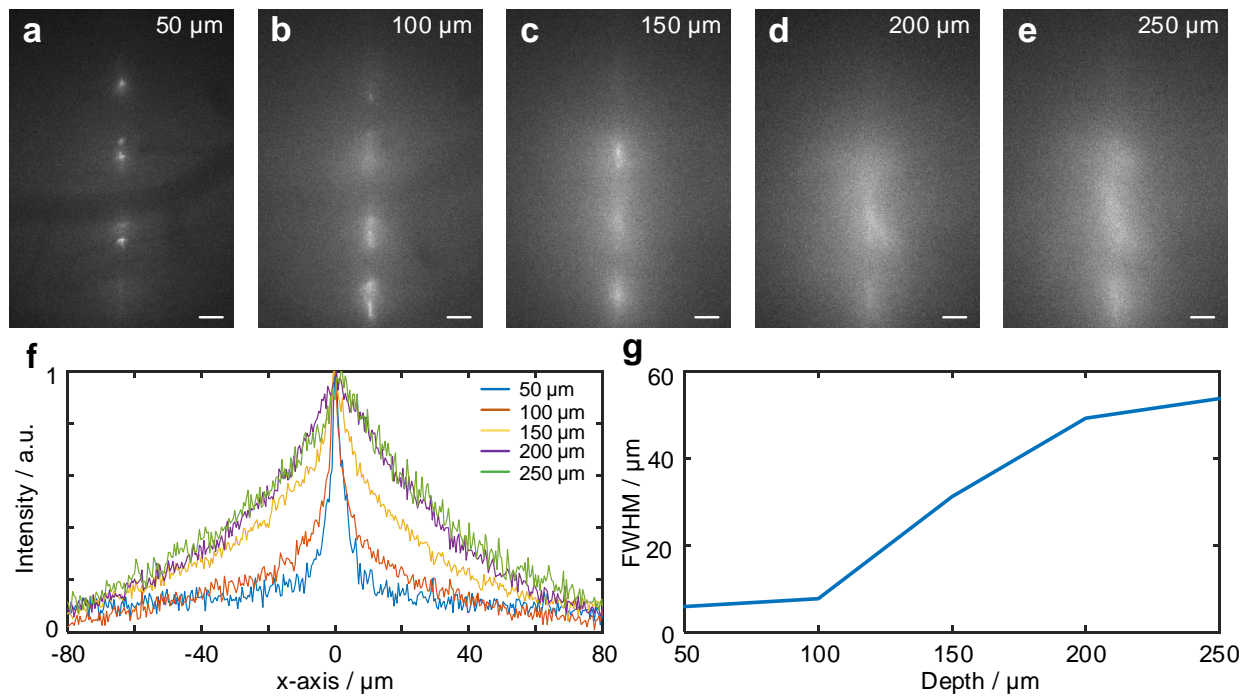 a 50 µm
b 100 µm
c 150 µm
d 200 µm
e 250 µm
f
1
0
-80 -40 0 40 80
Intensity / a.u.
x-axis / µm
50 µm
100 µm
150 µm
200 µm
250 µm
g
60
40
20
0
50 100 150 200 250
FWHM / µm
Depth / µm